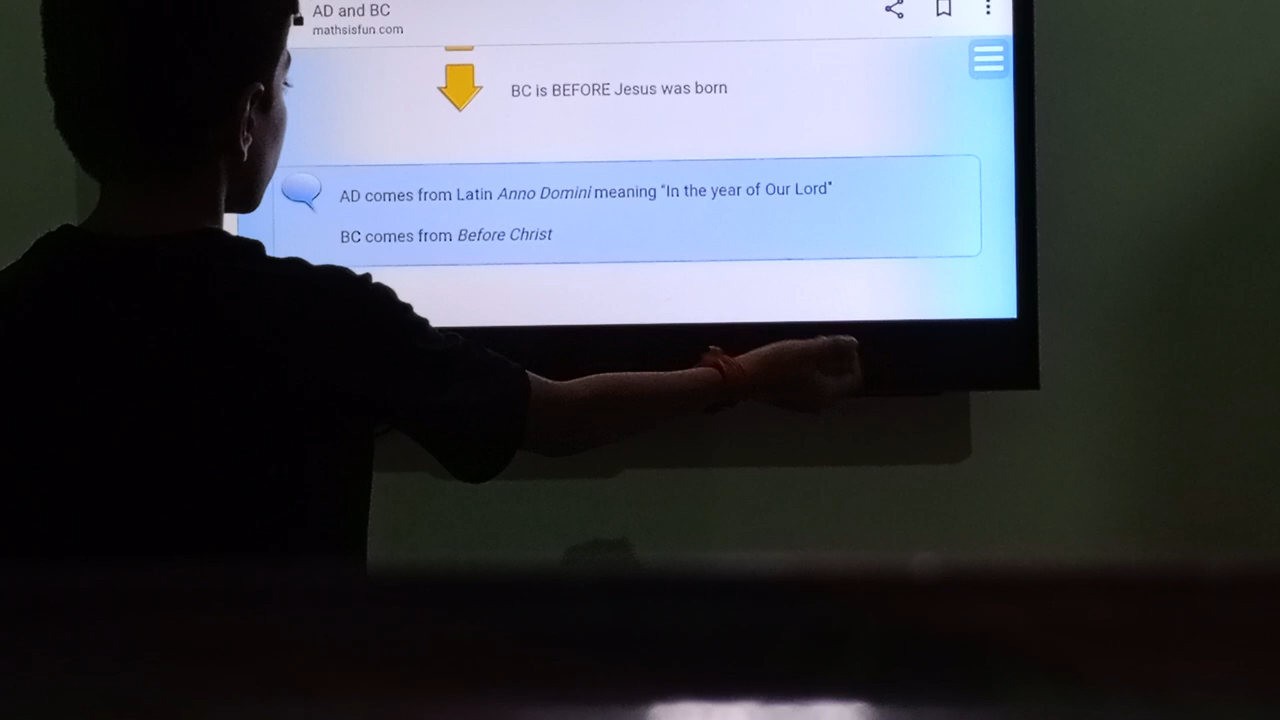 AD and BC
mathsisfun.com
BC is BEFORE Jesus was born
AD comes from Latin Anno Domini meaning "In the year of Our Lord"
BC comes from Before Christ